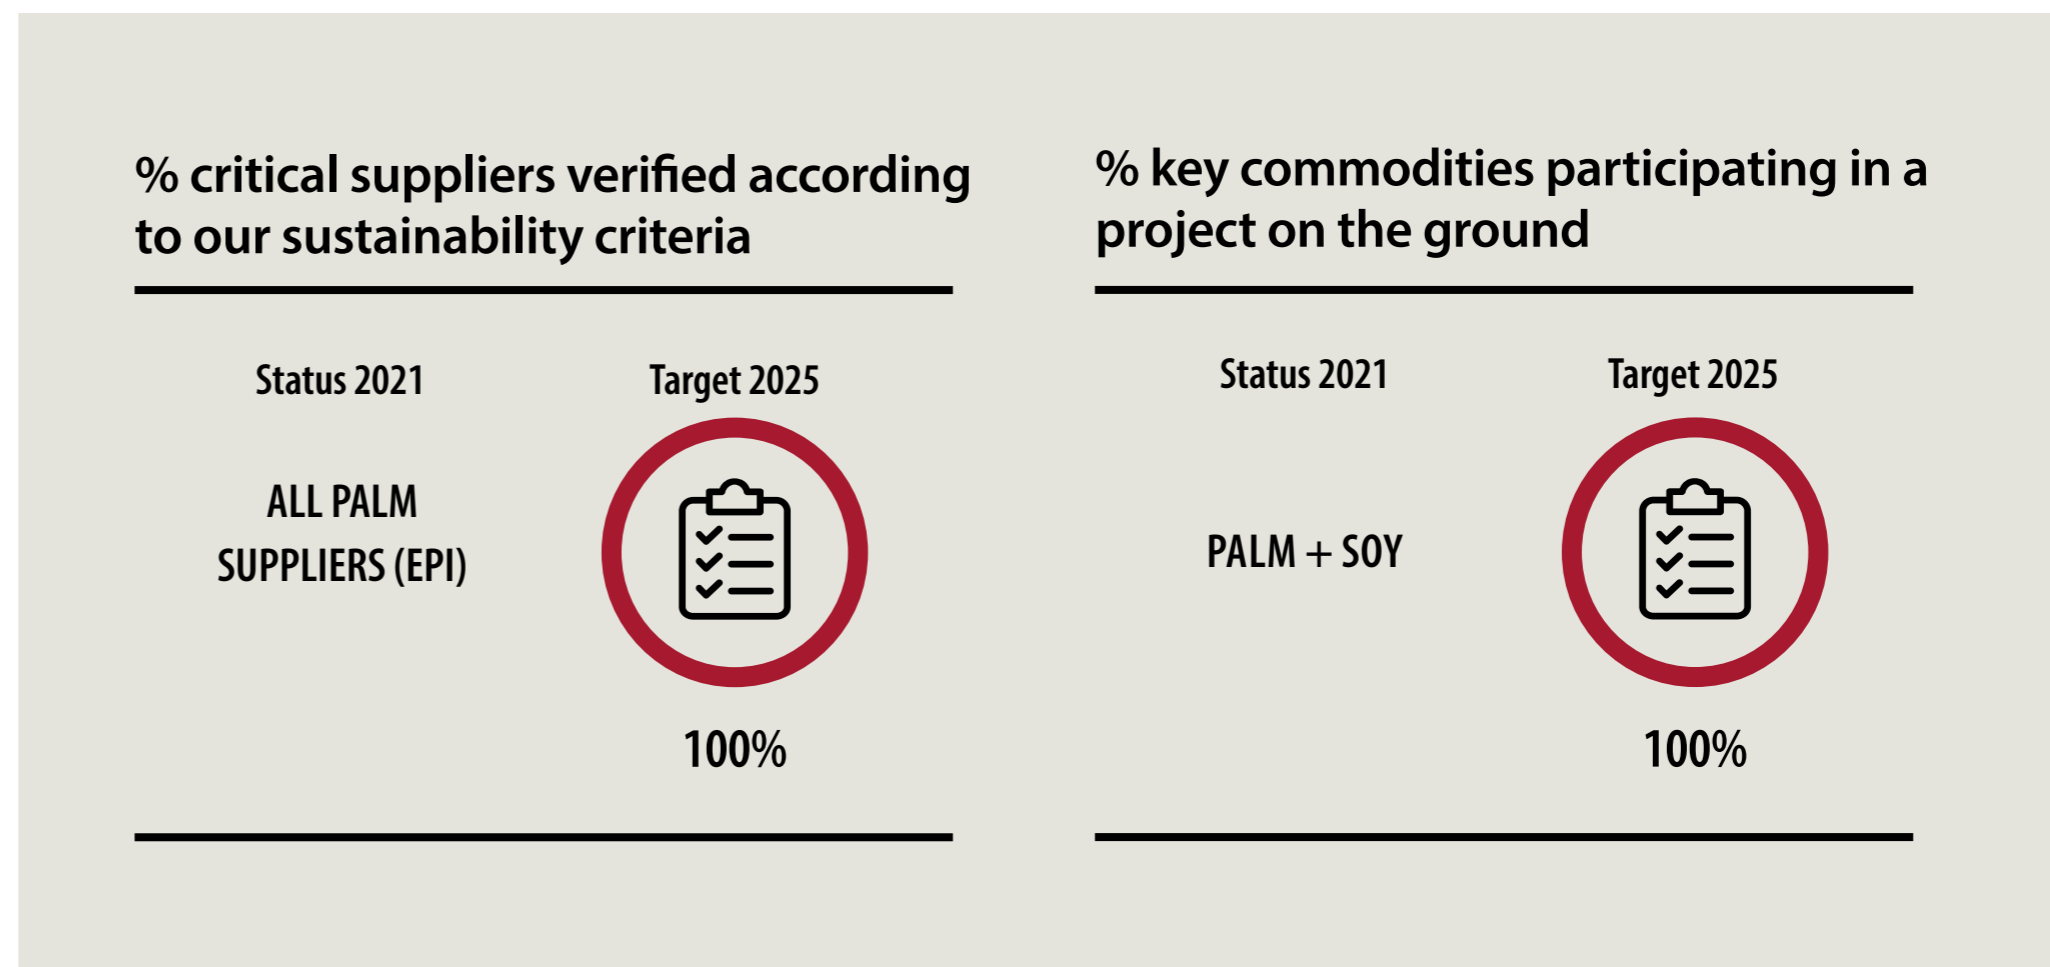 % critical suppliers verified according
to our sustainability criteria
Status 2021
Target 2025
ALL PALM
SUPPLIERS (EPI)
100%
% key commodities participating in a
project on the ground
Status 2021
Target 2025
PALM + SOY
100%